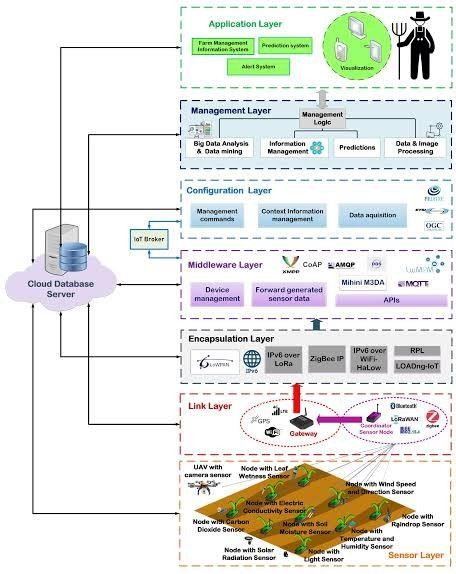 Application Layer
Farm Management
Information System
Prediction system
Alert System
Visualization
Management Layer
Management
Logic
Big Data Analysis
& Data mining
Information
Management
Predictions
Data & Image
Processing
Configuration Layer
Management
commands
Context Information
management
Data aquisition
OGC
IoT Broker
Cloud Database
Server
Middleware Layer
XMPP
CoAP
AMQP
DDS
LwM2M
Mihini M3DA
MQTT
Device
management
Forward generated
sensor data
APIs
Encapsulation Layer
6LoWPAN
IPv6
IPv6 over
LoRa
ZigBee IP
IPv6 over
WiFi-
HaLow
RPL
LOADng-IoT
Link Layer
LTE
GPS
WiFi
Gateway
Coordinator
Sensor Node
Bluetooth
LoRaWAN
zigbee
UAV with
camera sensor
Node with Leaf
Wetness Sensor
Node with Wind Speed
and Direction Sensor
Node with Electric
Conductivity Sensor
Node with Carbon
Dioxide Sensor
Node with Soil
Moisture Sensor
Node with
Temperature and
Humidity Sensor
Node with
Raindrop Sensor
Node with Solar
Radiation Sensor
Node with
Light Sensor
Sensor Layer